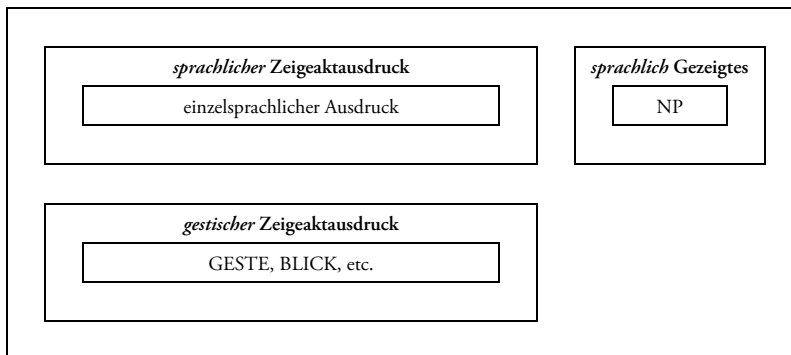 sprachlicher Zeigeaktausdruck
einzelsprachlicher Ausdruck
sprachlich Gezeigtes
NP
gestischer Zeigeaktausdruck
GESTE, BLICK, etc.